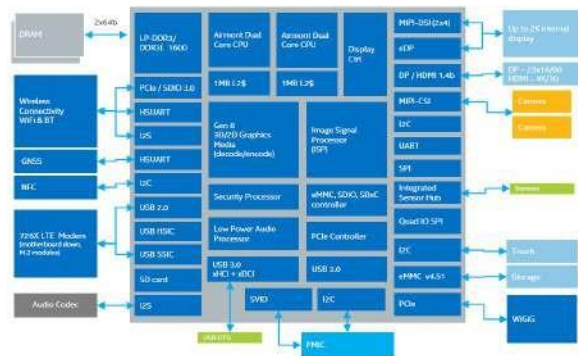 DRAM
2x64b
LP-DDR3/
DDR3L 1600
Airmont Dual
Core CPU
Airmont Dual
Core CPU
Display
Ctrl
1MB L2$
1MB L2$
MIPI-DSI (2x4)
eDP
DP / HDMI 1.4b
MIPI-CSI
I2C
UART
SPI
Integrated
Sensor Hub
Quad IO SPI
I2C
eMMC v4.51
PCIe
Up to 2K internal
display
Camera
Camera
Sensors
Touch
Storage
WiGiG
Wireless
Connectivity
WiFi & BT
GNSS
NFC
726X LTE Modem
(motherboard down,
M.2 modules)
Audio Codec
PCIe / SDIO 3.0
HSUART
I2S
HSUART
I2C
USB 2.0
USB HSIC
USB SSIC
SD card
I2S
Gen 8
3D/2D Graphics
Media
(decode/encode)
Image Signal
Processor
(ISP)
Security Processor
eMMC, SDIO, SDxC
controller
Low Power Audio
Processor
PCIe Controller
USB 3.0
xHCI + xDCI
USB 2.0
SVID
I2C
USB OTG
PMIC